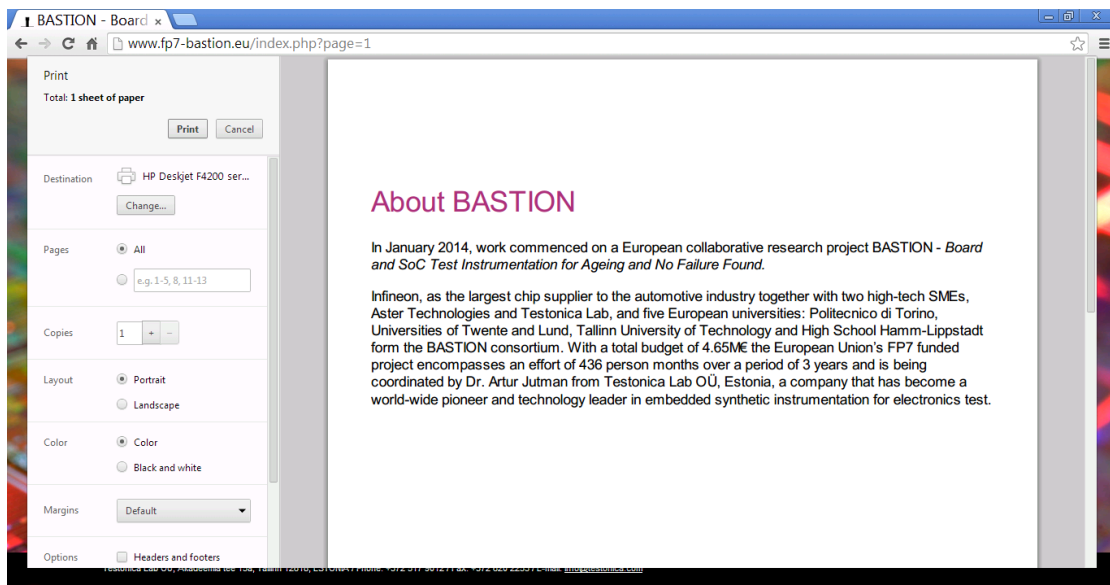 BASTION - Board
www.fp7-bastion.eu/index.php?page=1
Print
Total: 1 sheet of paper
Print Cancel
Destination HP Deskjet F4200 ser...
Change...
Pages All
e.g. 1-5, 8, 11-13
Copies 1 + -
Layout Portrait
Landscape
Color Color
Black and white
Margins Default
Options Headers and footers
About BASTION
In January 2014, work commenced on a European collaborative research project BASTION - Board
and SoC Test Instrumentation for Ageing and No Failure Found.
Infineon, as the largest chip supplier to the automotive industry together with two high-tech SMEs,
Aster Technologies and Testonica Lab, and five European universities: Politecnico di Torino,
Universities of Twente and Lund, Tallinn University of Technology and High School Hamm-Lippstadt
form the BASTION consortium. With a total budget of 4.65M€ the European Union's FP7 funded
project encompasses an effort of 436 person months over a period of 3 years and is being
coordinated by Dr. Artur Jutman from Testonica Lab OÜ, Estonia, a company that has become a
world-wide pioneer and technology leader in embedded synthetic instrumentation for electronics test.